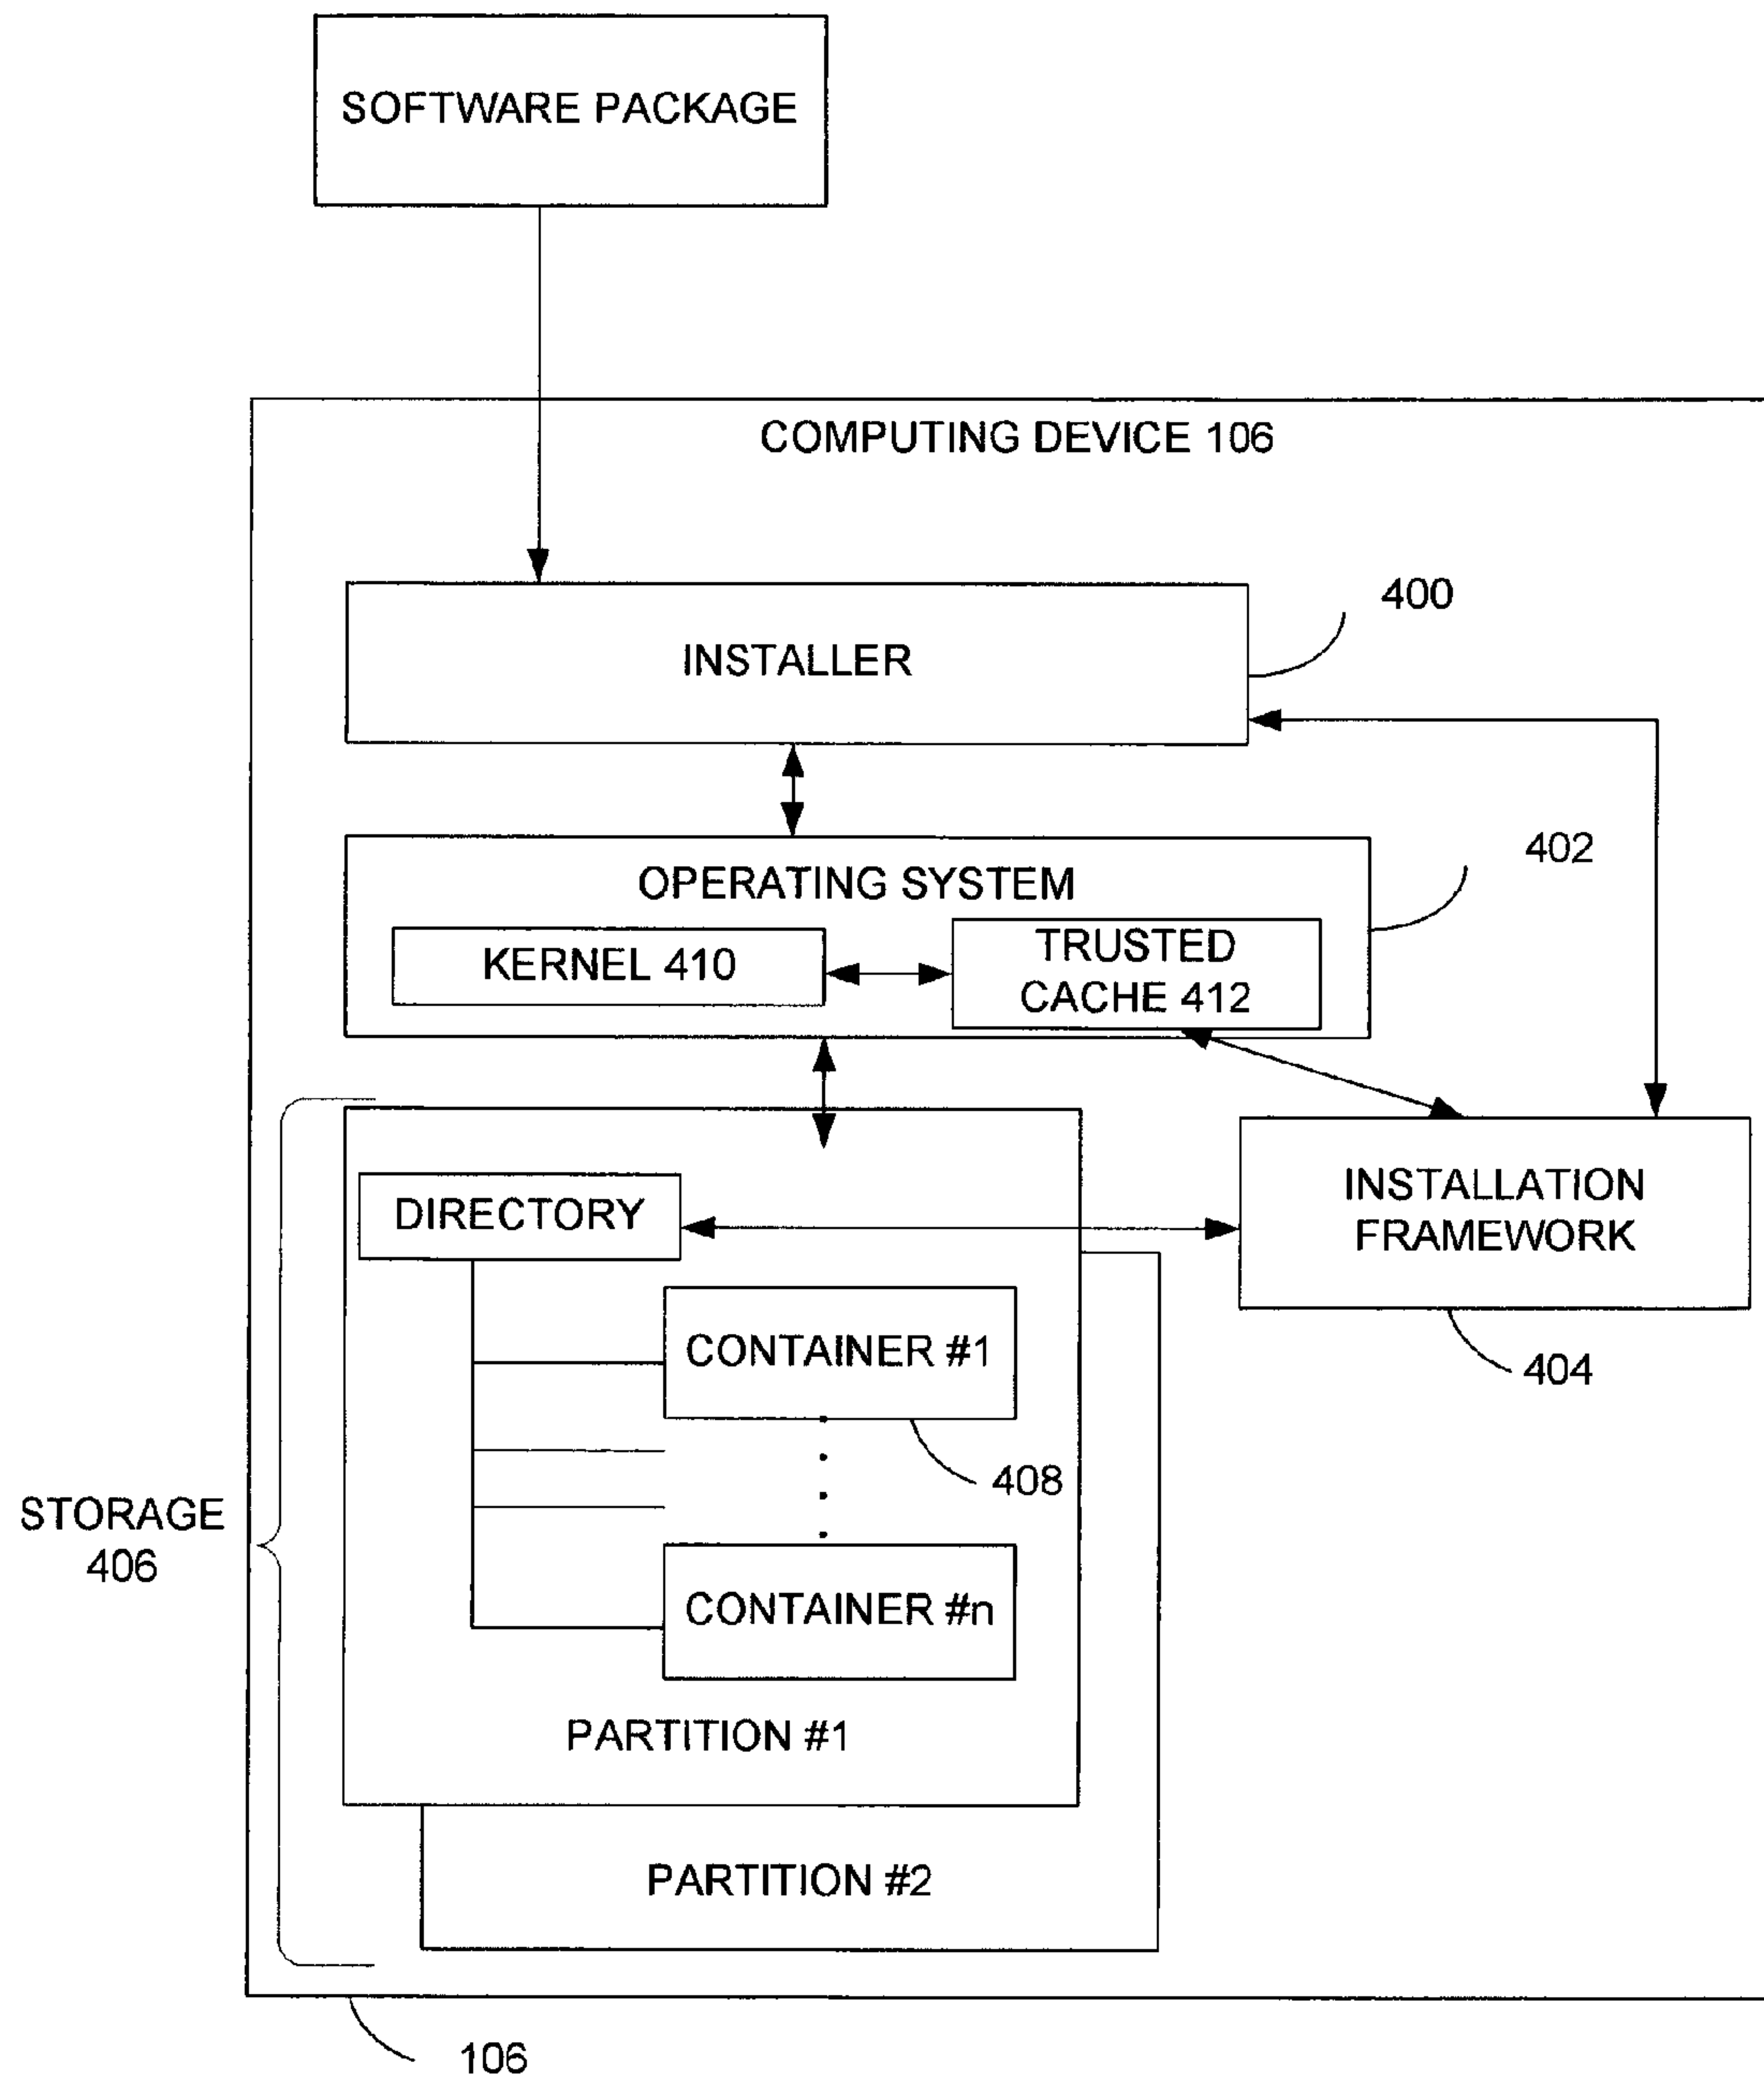 SOFTWARE PACKAGE
COMPUTING DEVICE 106
400
INSTALLER
402
OPERATING SYSTEM
KERNEL 410
TRUSTED
CACHE 412
DIRECTORY
INSTALLATION
FRAMEWORK
404
CONTAINER #1
408
STORAGE
406
CONTAINER #n
PARTITION #1
PARTITION #2
106